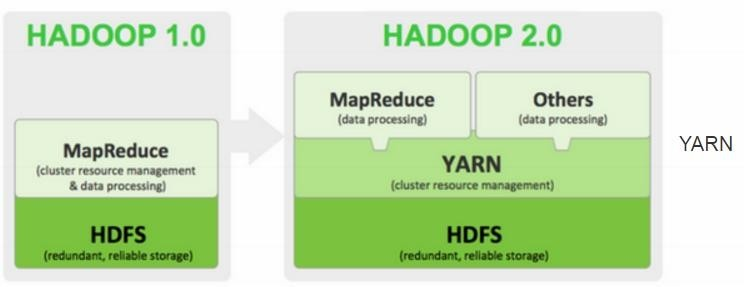 HADOOP 1.0
MapReduce
(cluster resource management
& data processing)
HDFS
(redundant, reliable storage)
HADOOP 2.0
MapReduce
(data processing)
Others
(data processing)
YARN
(cluster resource management)
HDFS
(redundant, reliable storage)
YARN